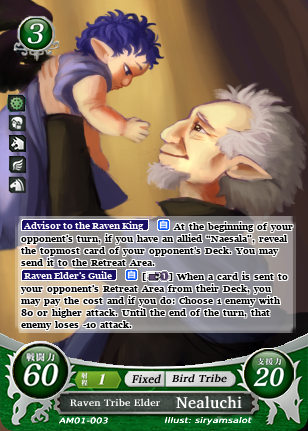 3
Advisor to the Raven King 自 At the beginning of your
opponent's turn, if you have an allied "Naesala", reveal
the topmost card of your opponent's Deck. You may
send it to the Retreat Area.
Raven Elder's Guile 自 [ ] When a card is sent to
your opponent's Retreat Area from their Deck, you
may pay the cost and if you do: Choose 1 enemy with
80 or higher attack. Until the end of the turn, that
enemy loses -10 attack.
戦闘力
60
射程 1
Fixed
Bird Tribe
支援力
20
Raven Tribe Elder Nealuchi
AM01-003
Illust: siryamsalot